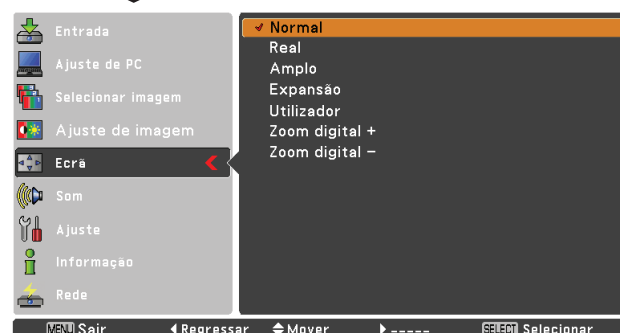 Entrada
Ajuste de PC
Selecionar imagem
Ajuste de imagem
Ecrã
Som
Ajuste
Informação
Rede
Normal
Real
Amplo
Expansão
Utilizador
Zoom digital +
Zoom digital –
MENU Sair Regressar Mover ----- SELECT Selecionar